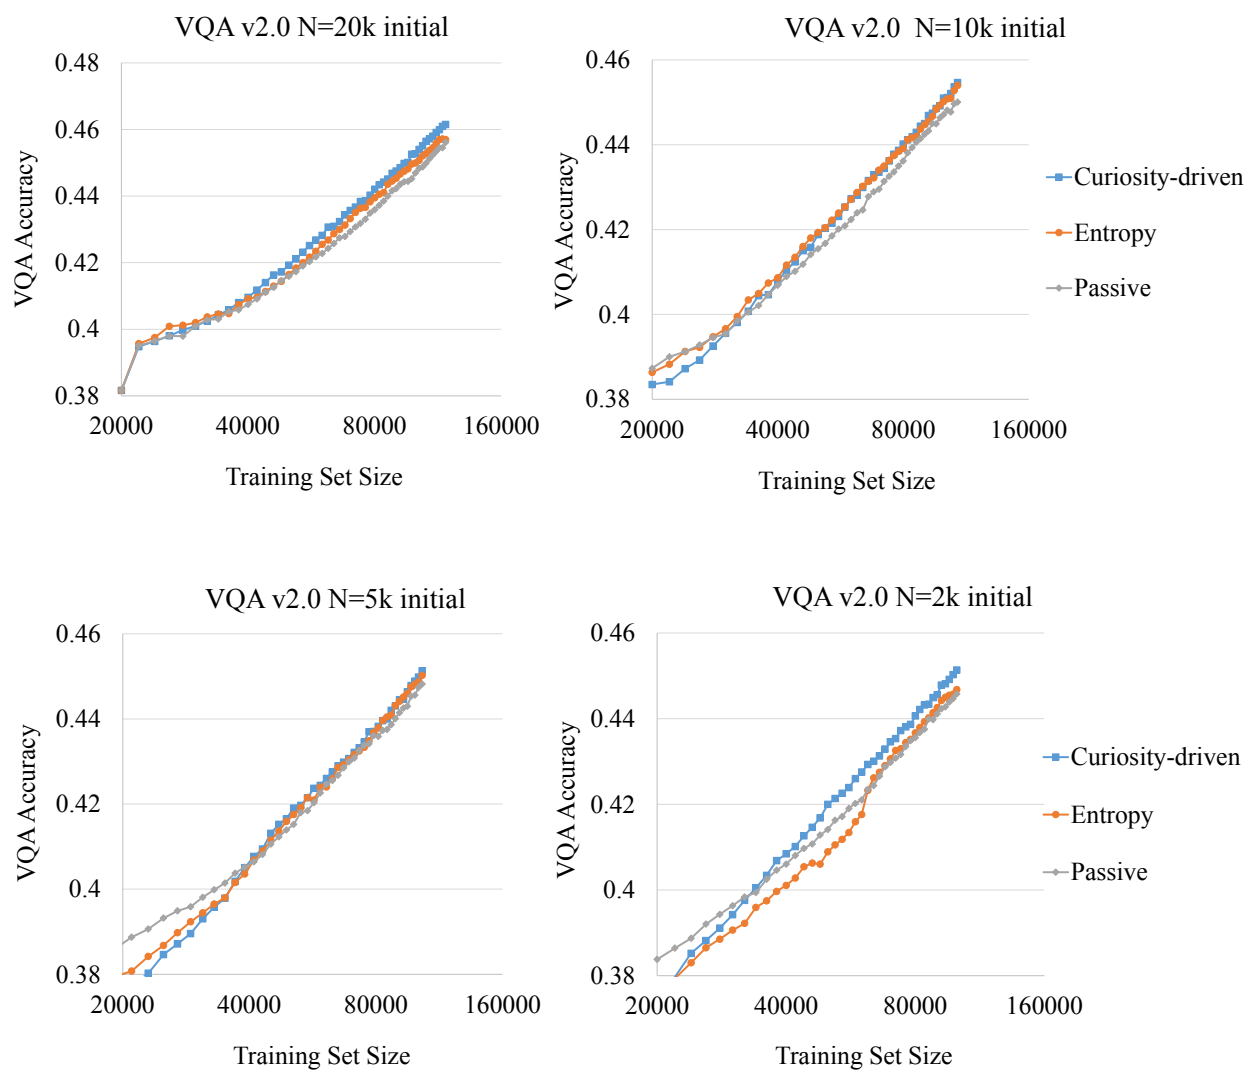 VQA v2.0 N=20k initial
0.48
0.46
0.44
0.42
0.4
0.38
20000 40000 80000 160000
VQA Accuracy
Training Set Size
VQA v2.0 N=10k initial
0.46
0.44
0.42
0.4
0.38
20000 40000 80000 160000
VQA Accuracy
Training Set Size
Curiosity-driven
Entropy
Passive
VQA v2.0 N=5k initial
0.46
0.44
0.42
0.4
0.38
20000 40000 80000 160000
VQA Accuracy
Training Set Size
VQA v2.0 N=2k initial
0.46
0.44
0.42
0.4
0.38
20000 40000 80000 160000
VQA Accuracy
Training Set Size
Curiosity-driven
Entropy
Passive